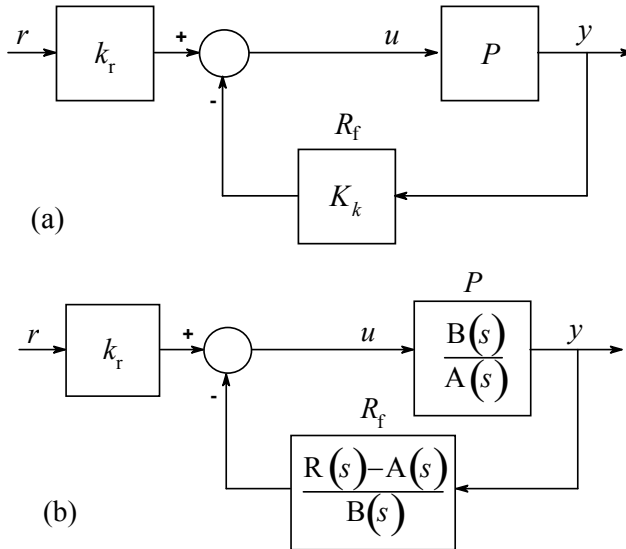 r
k_r
+
-
u
P
y
R_f
K_k
(a)
r
k_r
+
-
u
P
B(s)
A(s)
y
R_f
R(s)−A(s)
B(s)
(b)